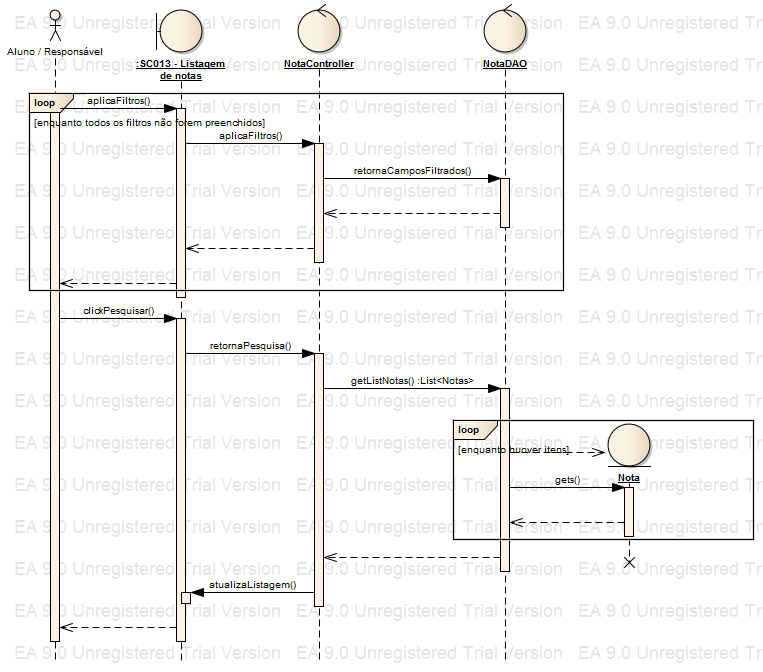 Aluno / Responsável
:SC013 - Listagem
de notas
NotaController
NotaDAO
loop
aplicaFiltros()
[enquanto todos os filtros não forem preenchidos]
aplicaFiltros()
retornaCamposFiltrados()
clickPesquisar()
retornaPesquisa()
getListNotas() :List<Notas>
loop
[enquanto huover itens]
Nota
gets()
atualizaListagem()
EA 9.0 Unregistered Trial Version